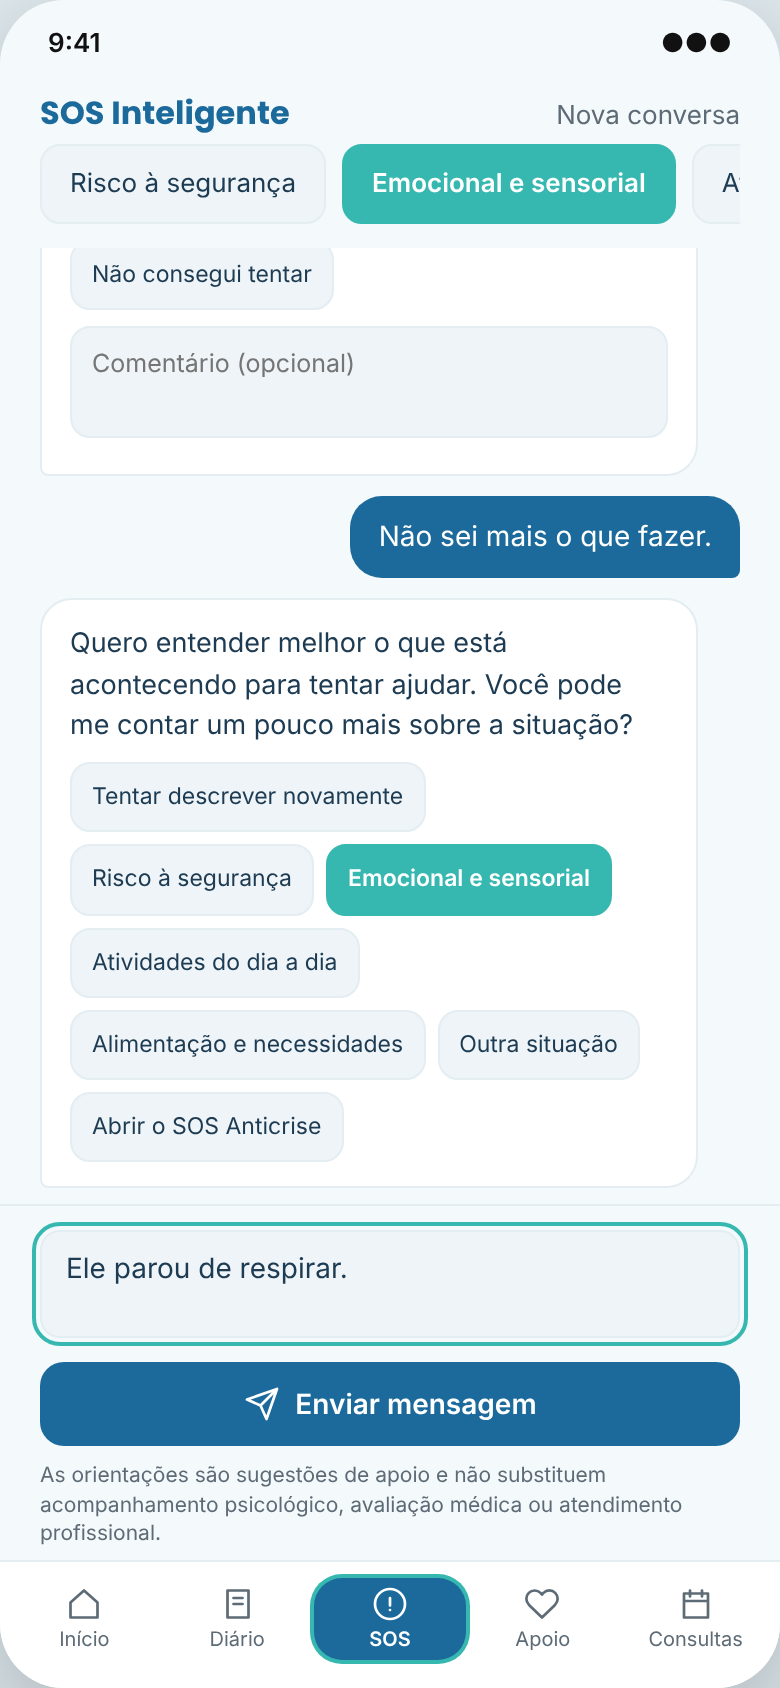 9:41
SOS Inteligente
Nova conversa
Risco à segurança
Emocional e sensorial
Não consegui tentar
Comentário (opcional)
Não sei mais o que fazer.
Quero entender melhor o que está
acontecendo para tentar ajudar. Você pode
me contar um pouco mais sobre a situação?
Tentar descrever novamente
Risco à segurança
Emocional e sensorial
Atividades do dia a dia
Alimentação e necessidades
Outra situação
Abrir o SOS Anticrise
Ele parou de respirar.
Enviar mensagem
As orientações são sugestões de apoio e não substituem
acompanhamento psicológico, avaliação médica ou atendimento
profissional.
Início
Diário
SOS
Apoio
Consultas